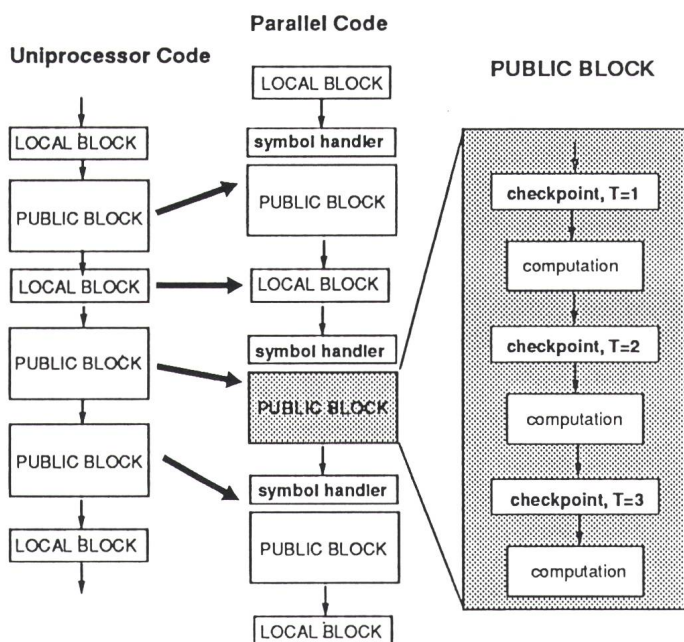 Uniprocessor Code
LOCAL BLOCK
PUBLIC BLOCK
LOCAL BLOCK
PUBLIC BLOCK
PUBLIC BLOCK
LOCAL BLOCK
Parallel Code
LOCAL BLOCK
symbol handler
PUBLIC BLOCK
LOCAL BLOCK
symbol handler
PUBLIC BLOCK
symbol handler
PUBLIC BLOCK
LOCAL BLOCK
PUBLIC BLOCK
checkpoint, T=1
computation
checkpoint, T=2
computation
checkpoint, T=3
computation